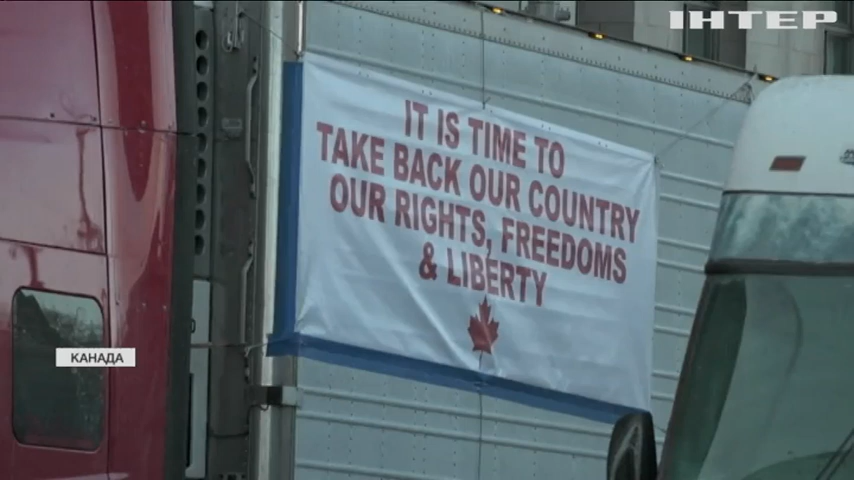 ІНТЕР
IT IS TIME TO
TAKE BACK OUR COUNTRY
OUR RIGHTS, FREEDOMS
& LIBERTY
КАНАДА